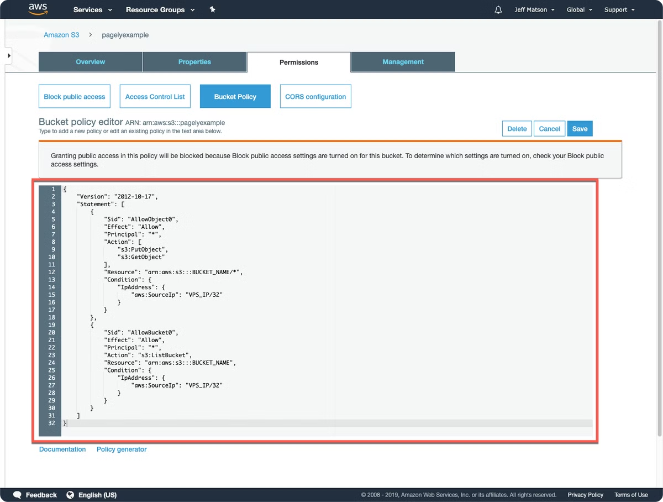 aws Services Resource Groups Jeff Matson Global Support
Amazon S3 > pagelyexample
Overview Properties Permissions Management
Block public access Access Control List Bucket Policy CORS configuration
Bucket policy editor ARN: arn:aws:s3:::pagelyexample
Type to add a new policy or edit an existing policy in the text area below.
Delete Cancel Save
Granting public access in this policy will be blocked because Block public access settings are turned on for this bucket. To determine which settings are turned on, check your Block public
access settings.
1 {
2 "Version": "2012-10-17",
3 "Statement": [
4 {
5 "Sid": "AllowObject0",
6 "Effect": "Allow",
7 "Principal": "*",
8 "Action": [
9 "s3:PutObject",
10 "s3:GetObject"
11 ],
12 "Resource": "arn:aws:s3:::BUCKET_NAME/*",
13 "Condition": {
14 "IpAddress": {
15 "aws:SourceIp": "VPS_IP/32"
16 }
17 }
18 },
19 {
20 "Sid": "AllowBucket0",
21 "Effect": "Allow",
22 "Principal": "*",
23 "Action": "s3:ListBucket",
24 "Resource": "arn:aws:s3:::BUCKET_NAME",
25 "Condition": {
26 "IpAddress": {
27 "aws:SourceIp": "VPS_IP/32"
28 }
29 }
30 }
31 ]
32 }
Documentation Policy generator
Feedback English (US) © 2008 - 2019, Amazon Web Services, Inc. or its affiliates. All rights reserved. Privacy Policy Terms of Use